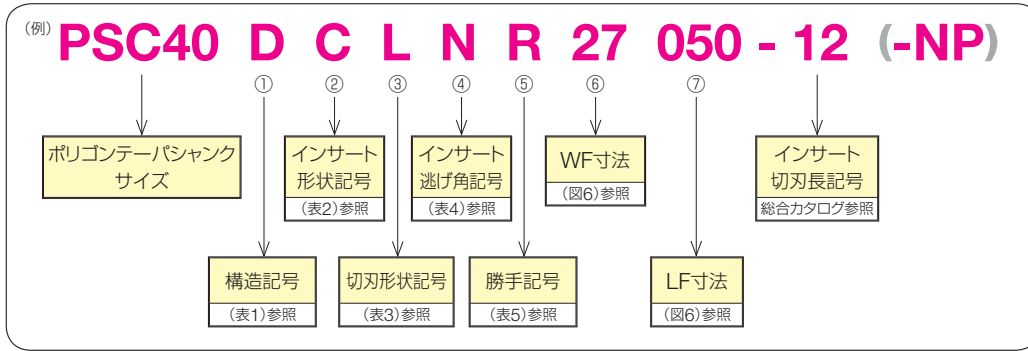 (例) PSC40 D C L N R 27 050 - 12 (-NP)
① ② ③ ④ ⑤ ⑥ ⑦
ポリゴンテーパシャンク
サイズ
インサート
形状記号
(表2)参照
インサート
逃げ角記号
(表4)参照
WF寸法
(図6)参照
インサート
切刃長記号
総合カタログ参照
構造記号
(表1)参照
切刃形状記号
(表3)参照
勝手記号
(表5)参照
LF寸法
(図6)参照